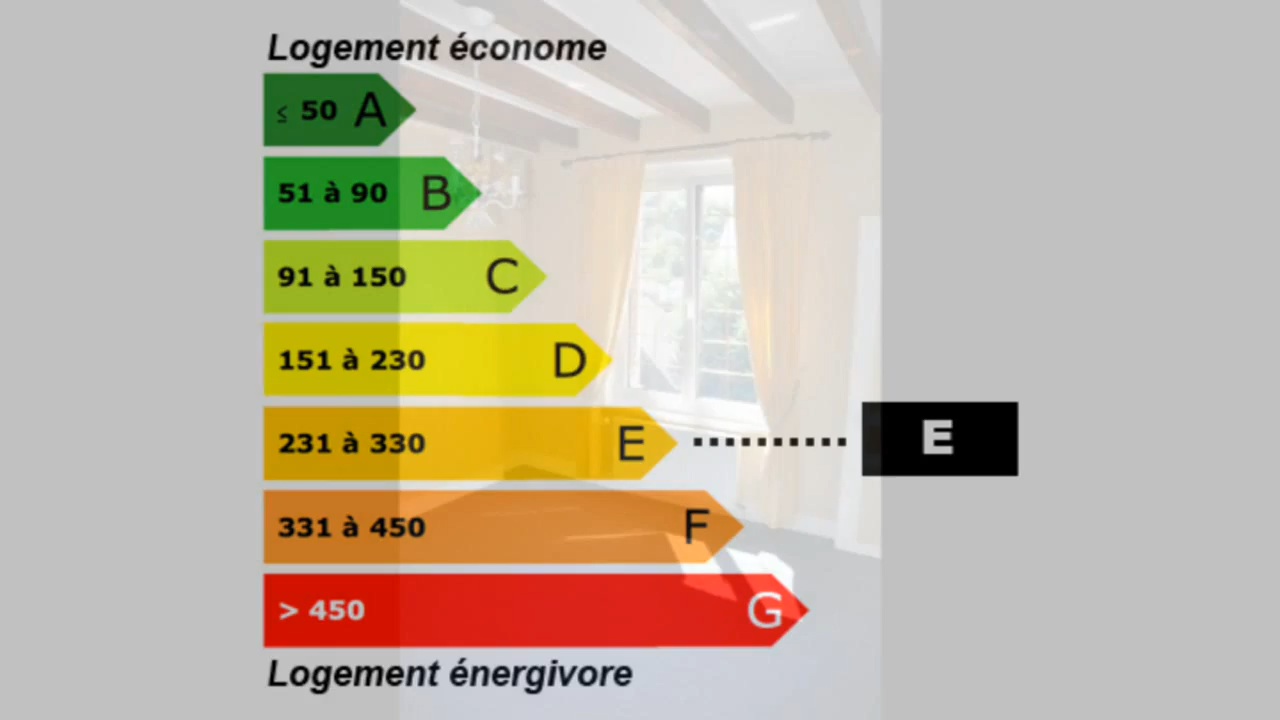 Logement économe
≤ 50 A
51 à 90 B
91 à 150 C
151 à 230 D
231 à 330 E
E
331 à 450 F
> 450 G
Logement énergivore